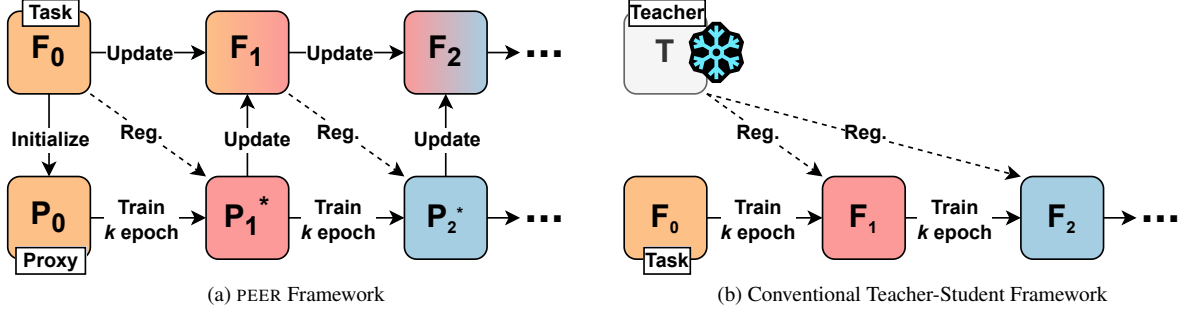 Task
F0
Update
F1
Update
F2
...
Initialize
Reg.
Update
Reg.
Update
P0
Train
k epoch
P1*
Train
k epoch
P2*
...
Proxy
(a) PEER Framework
Teacher
T
Reg.
Reg.
F0
Train
k epoch
F1
Train
k epoch
F2
...
Task
(b) Conventional Teacher-Student Framework